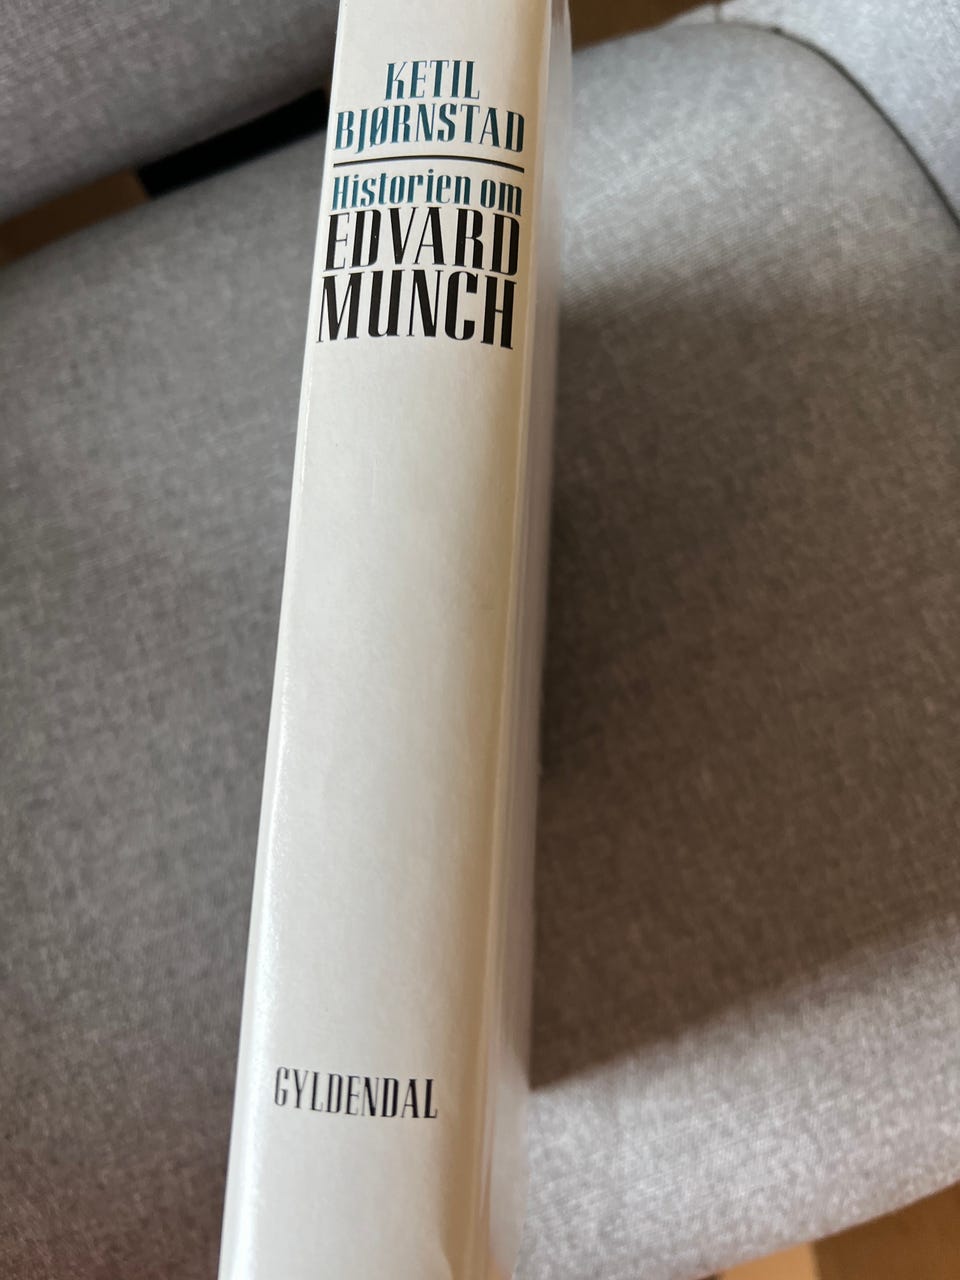 KETIL
BJØRNSTAD
Historien om
EDVARD
MUNCH
GYLDENDAL